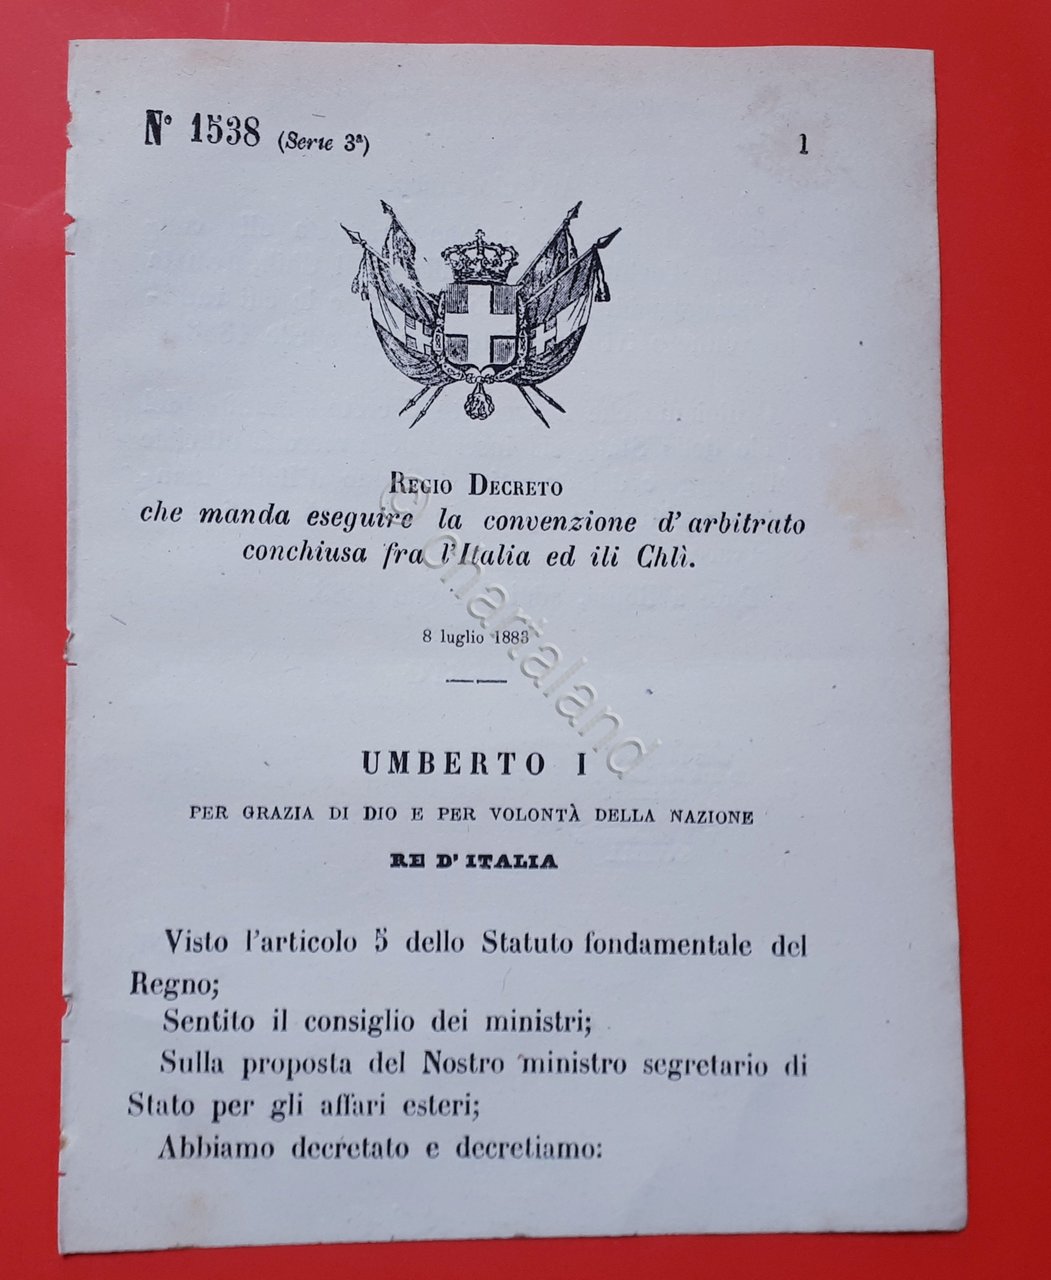 N° 1538 (Serie 3ª) 1
REGIO DECRETO
che manda eseguire la convenzione d'arbitrato
conchiusa fra l'Italia ed ili Chlì.
8 luglio 1883
UMBERTO I
PER GRAZIA DI DIO E PER VOLONTÀ DELLA NAZIONE
RE D'ITALIA
Visto l'articolo 5 dello Statuto fondamentale del
Regno;
Sentito il consiglio dei ministri;
Sulla proposta del Nostro ministro segretario di
Stato per gli affari esteri;
Abbiamo decretato e decretiamo:
© onartaland